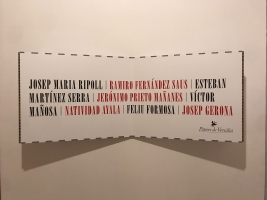 JOSEP MARIA RIPOLL | RAMIRO FERNÁNDEZ SAUS | ESTEBAN
MARTÍNEZ SERRA | JERÓNIMO PRIETO MAÑANES | VÍCTOR
MAÑOSA | NATIVIDAD AYALA | FELIU FORMOSA | JOSEP GERONA